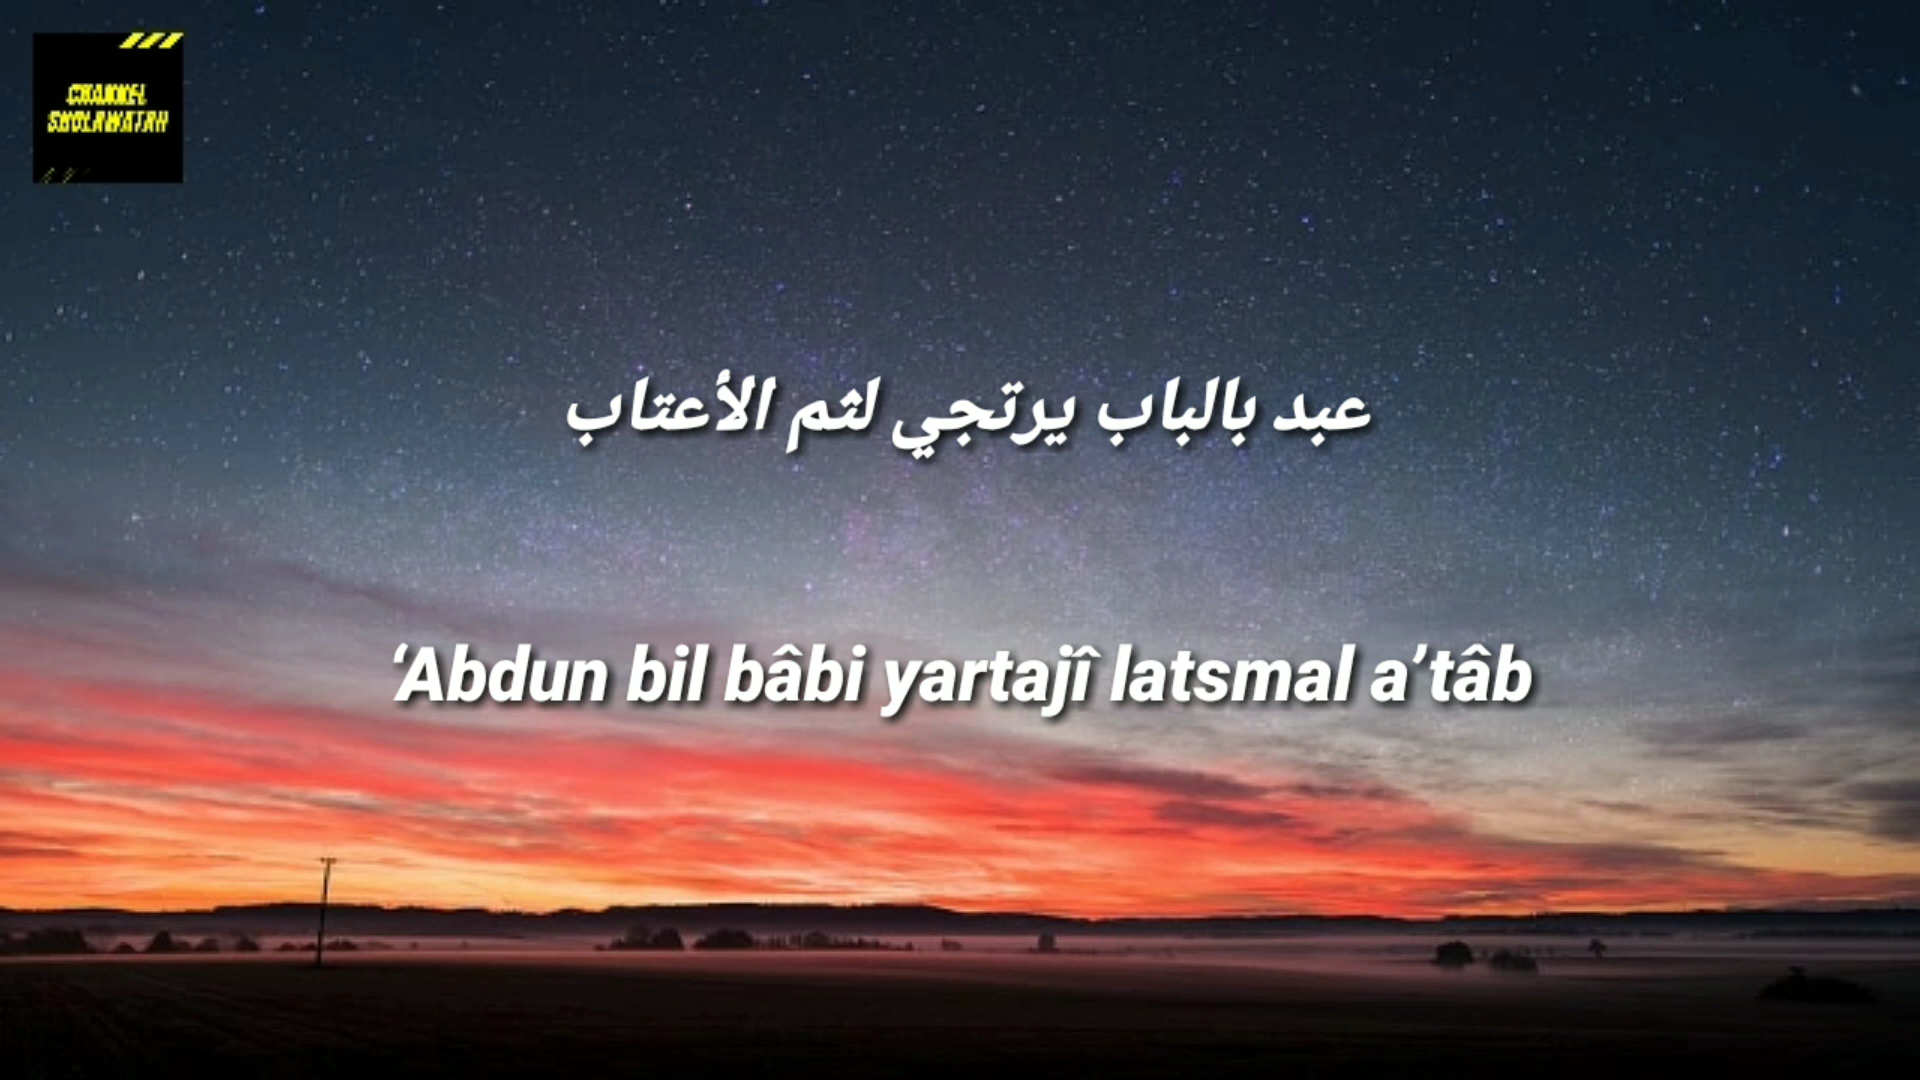 CHANNEL
SHOLAWATAN
عبد بالباب يرتجي لثم الأعتاب
‘Abdun bil bâbi yartajî latsmal a’tâb